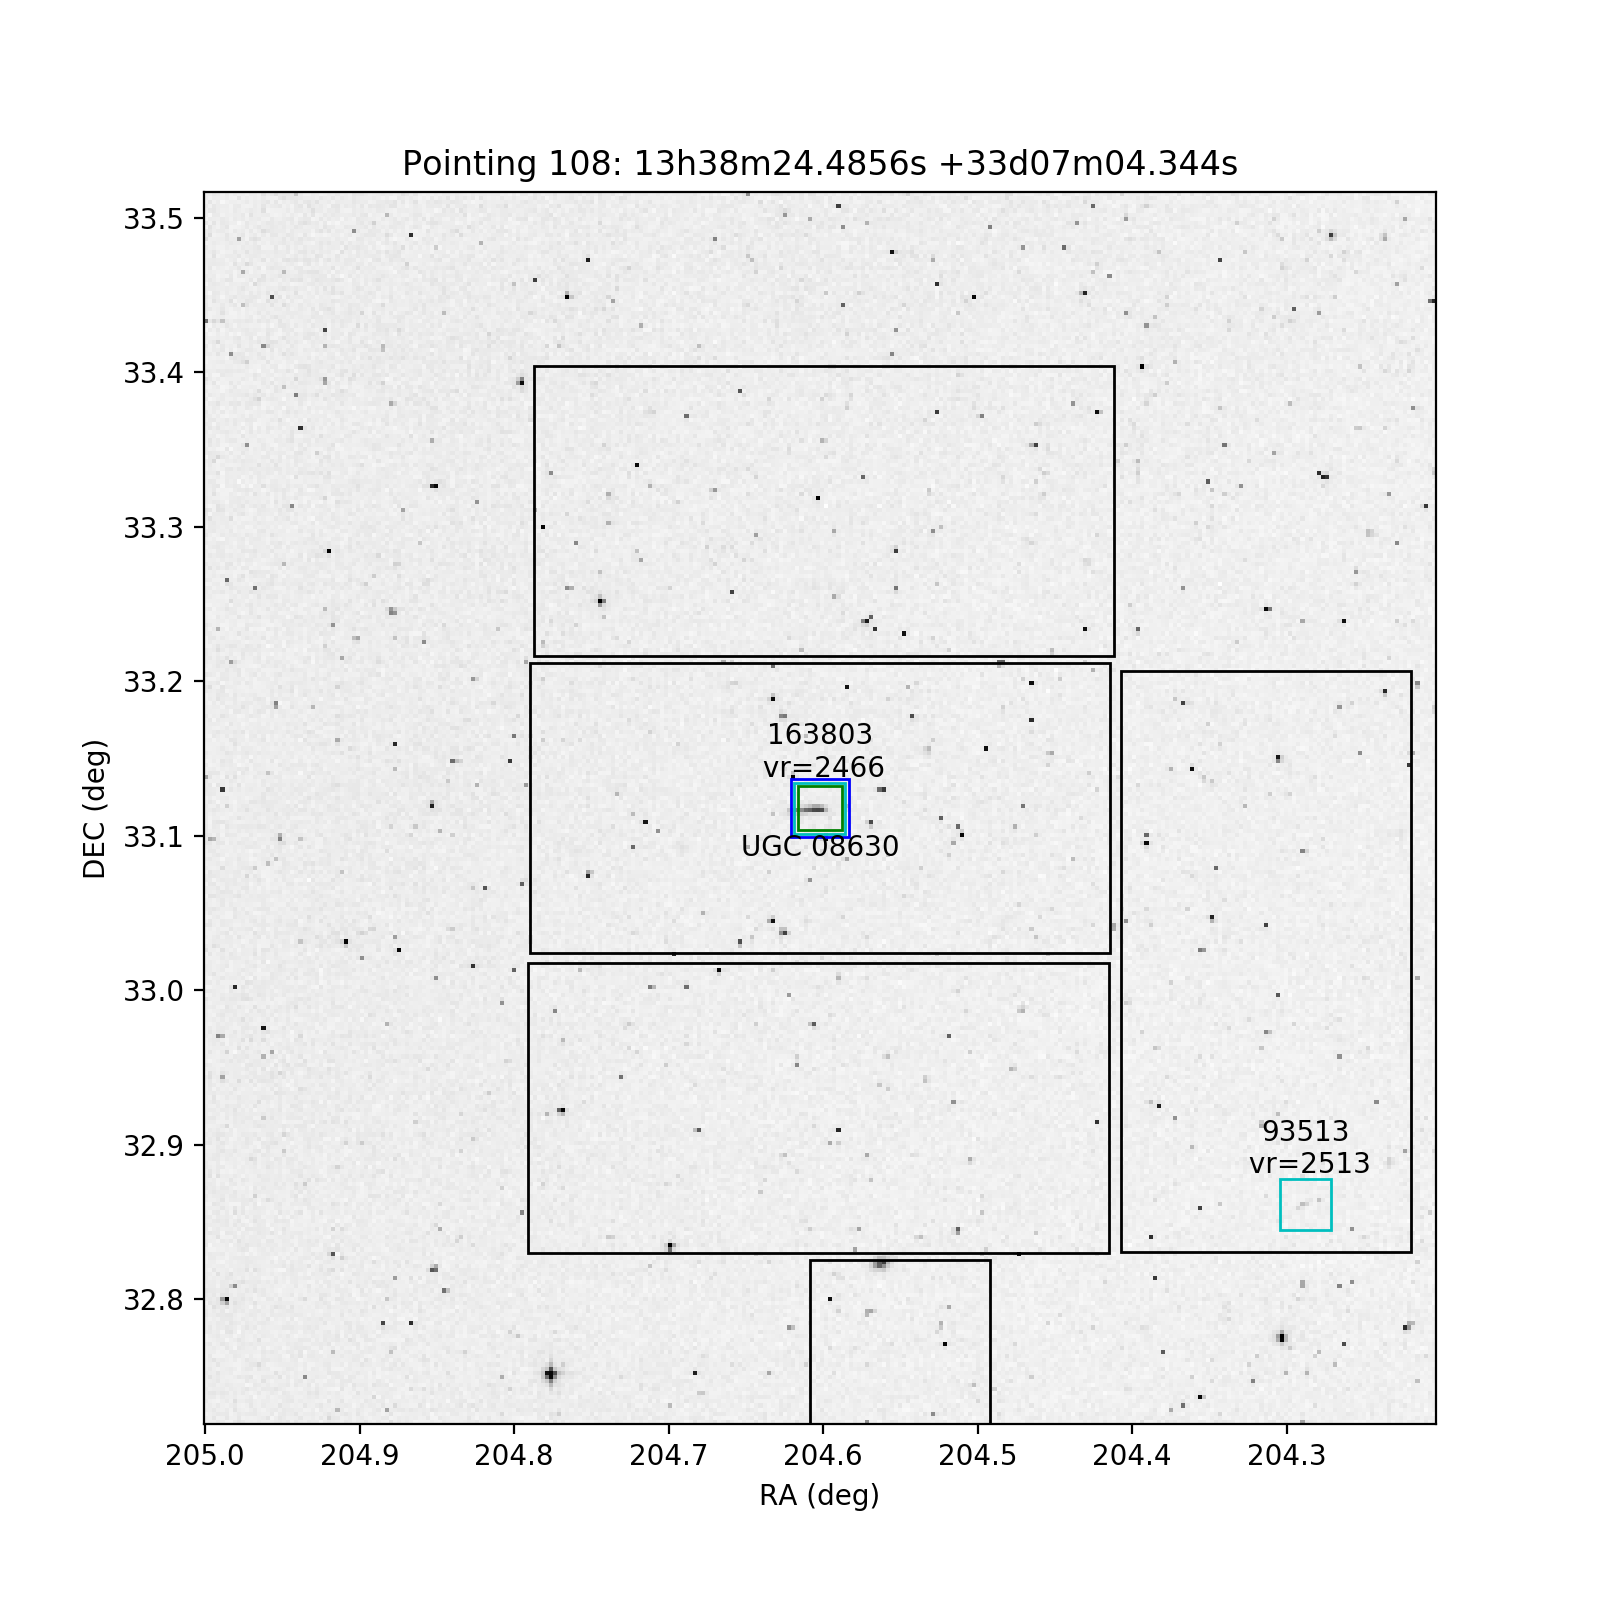 Pointing 108: 13h38m24.4856s +33d07m04.344s
33.5
33.4
33.3
33.2
33.1
33.0
32.9
32.8
DEC (deg)
163803
vr=2466
UGC 08630
93513
vr=2513
205.0 204.9 204.8 204.7 204.6 204.5 204.4 204.3
RA (deg)